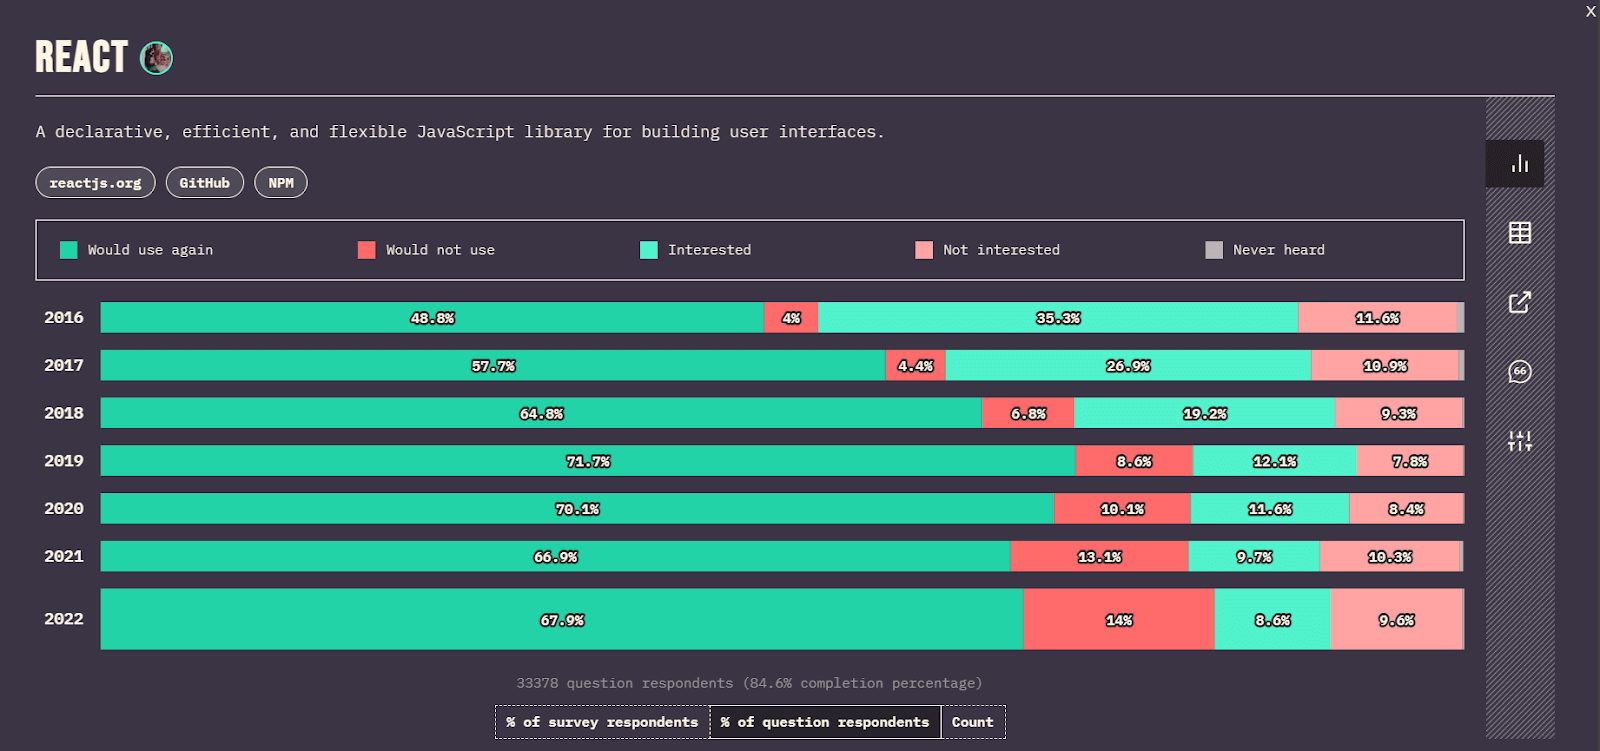 X
REACT
A declarative, efficient, and flexible JavaScript library for building user interfaces.
reactjs.org GitHub NPM
Would use again Would not use Interested Not interested Never heard
2016 48.8% 4% 35.3% 11.6%
2017 57.7% 4.4% 26.9% 10.9%
2018 64.8% 6.8% 19.2% 9.3%
2019 71.7% 8.6% 12.1% 7.8%
2020 70.1% 10.1% 11.6% 8.4%
2021 66.9% 13.1% 9.7% 10.3%
2022 67.9% 14% 8.6% 9.6%
33378 question respondents (84.6% completion percentage)
% of survey respondents % of question respondents Count